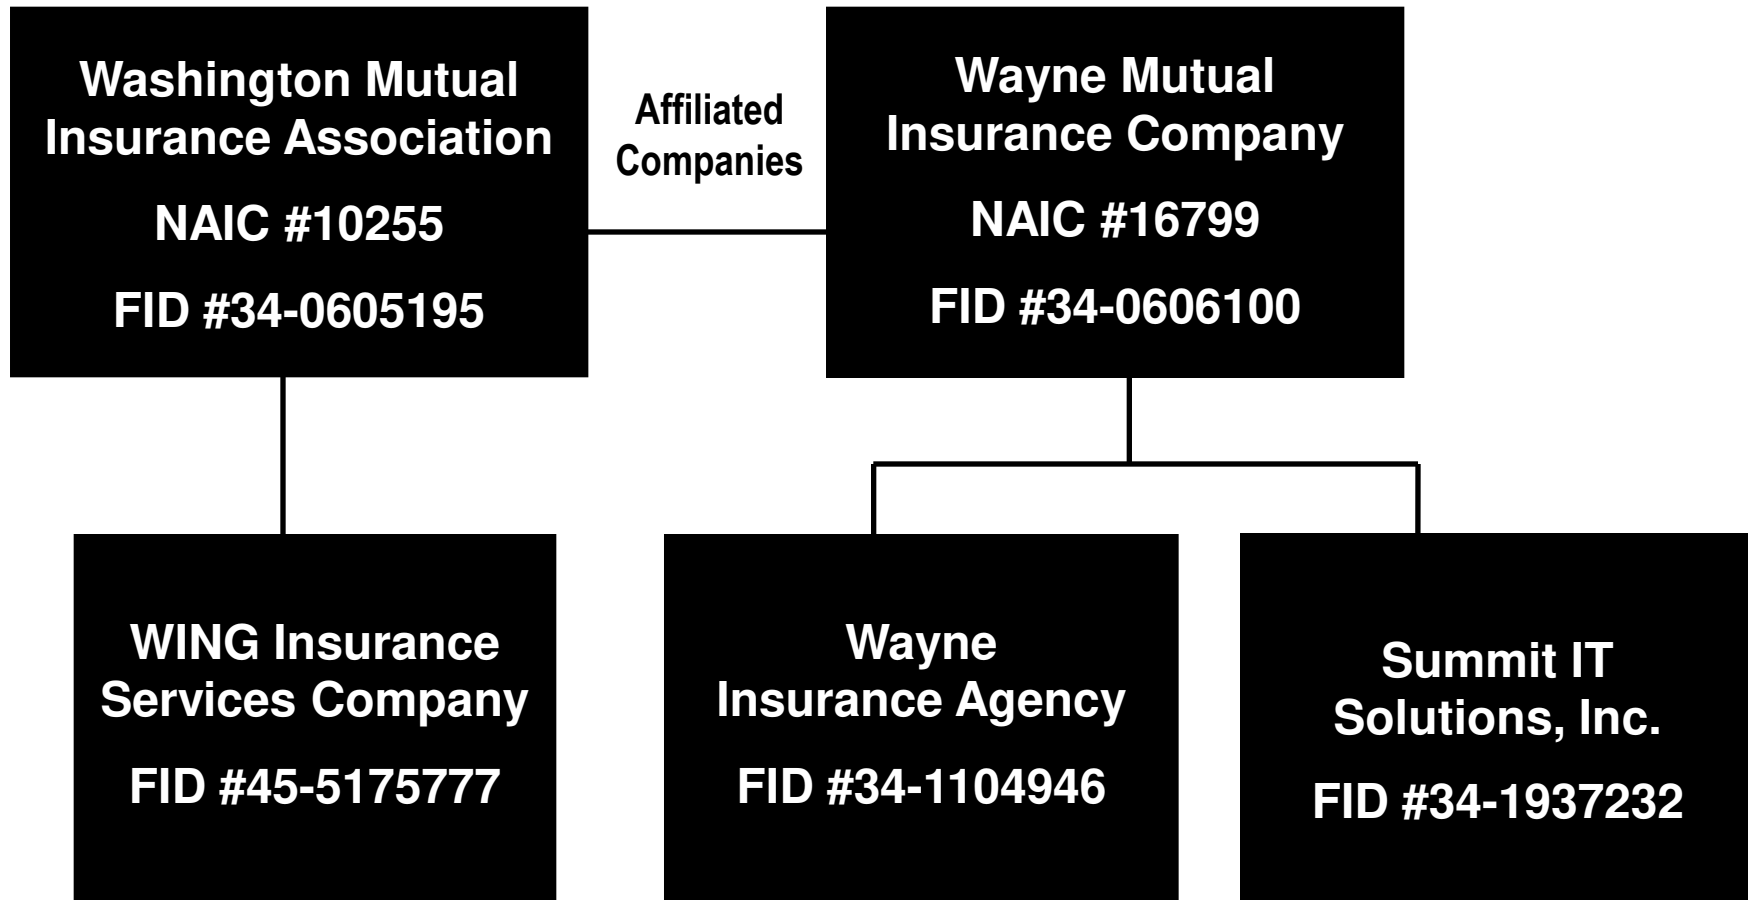 Washington Mutual
Insurance Association
NAIC #10255
FID #34-0605195
Affiliated
Companies
Wayne Mutual
Insurance Company
NAIC #16799
FID #34-0606100
WING Insurance
Services Company
FID #45-5175777
Wayne
Insurance Agency
FID #34-1104946
Summit IT
Solutions, Inc.
FID #34-1937232